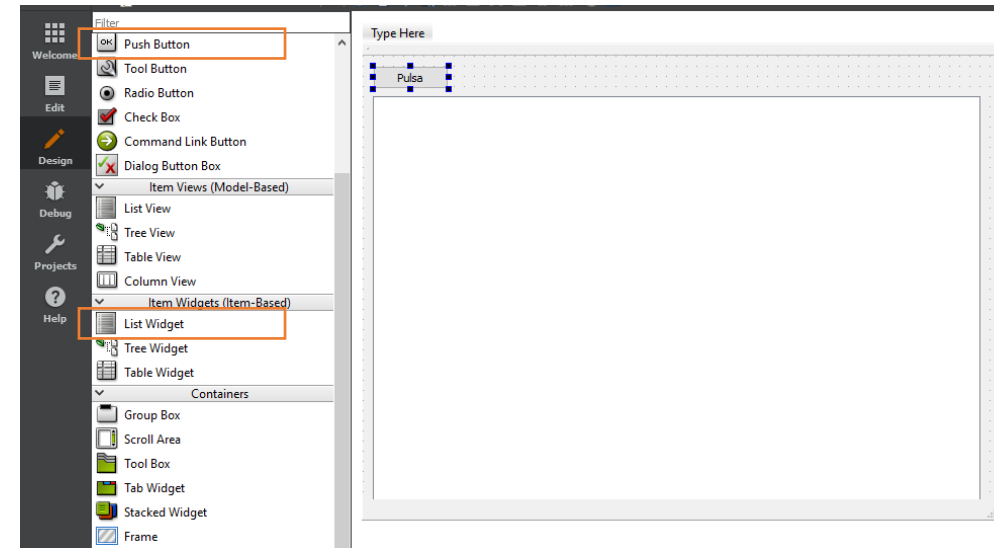 Welcome
Edit
Design
Debug
Projects
Help
Filter
OK Push Button
Tool Button
Radio Button
Check Box
Command Link Button
Dialog Button Box
Item Views (Model-Based)
List View
Tree View
Table View
Column View
Item Widgets (Item-Based)
List Widget
Tree Widget
Table Widget
Containers
Group Box
Scroll Area
Tool Box
Tab Widget
Stacked Widget
Frame
Type Here
Pulsa